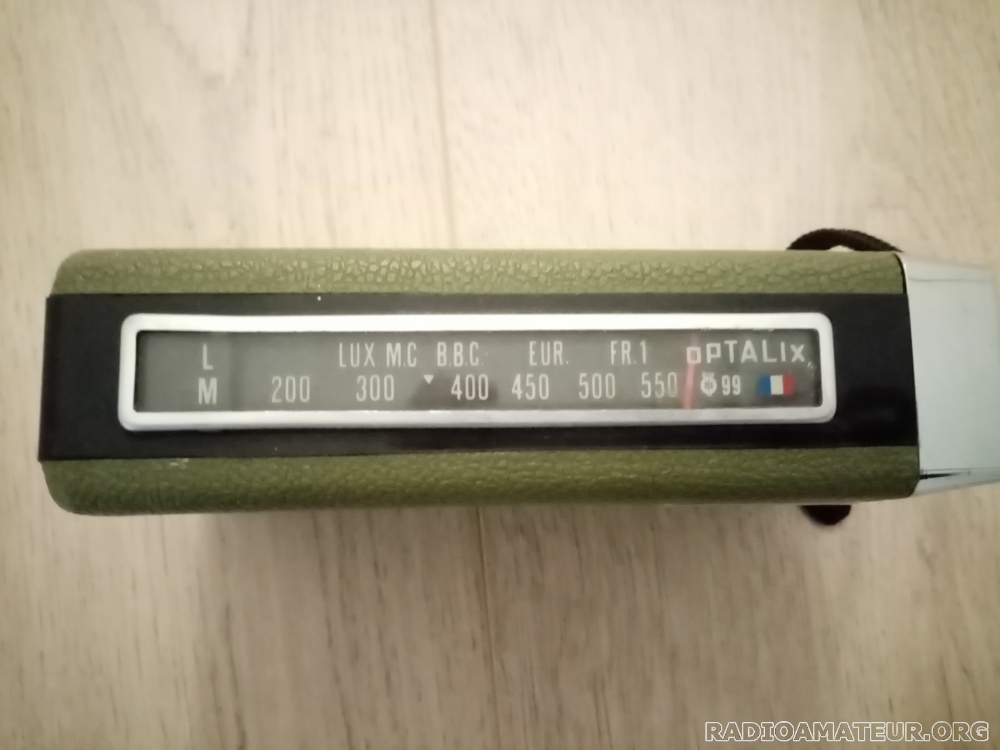 L LUX M.C B.B.C. EUR. FR.1 OPTALIX
M 200 300 400 450 500 550 99
RADIOAMATEUR.ORG